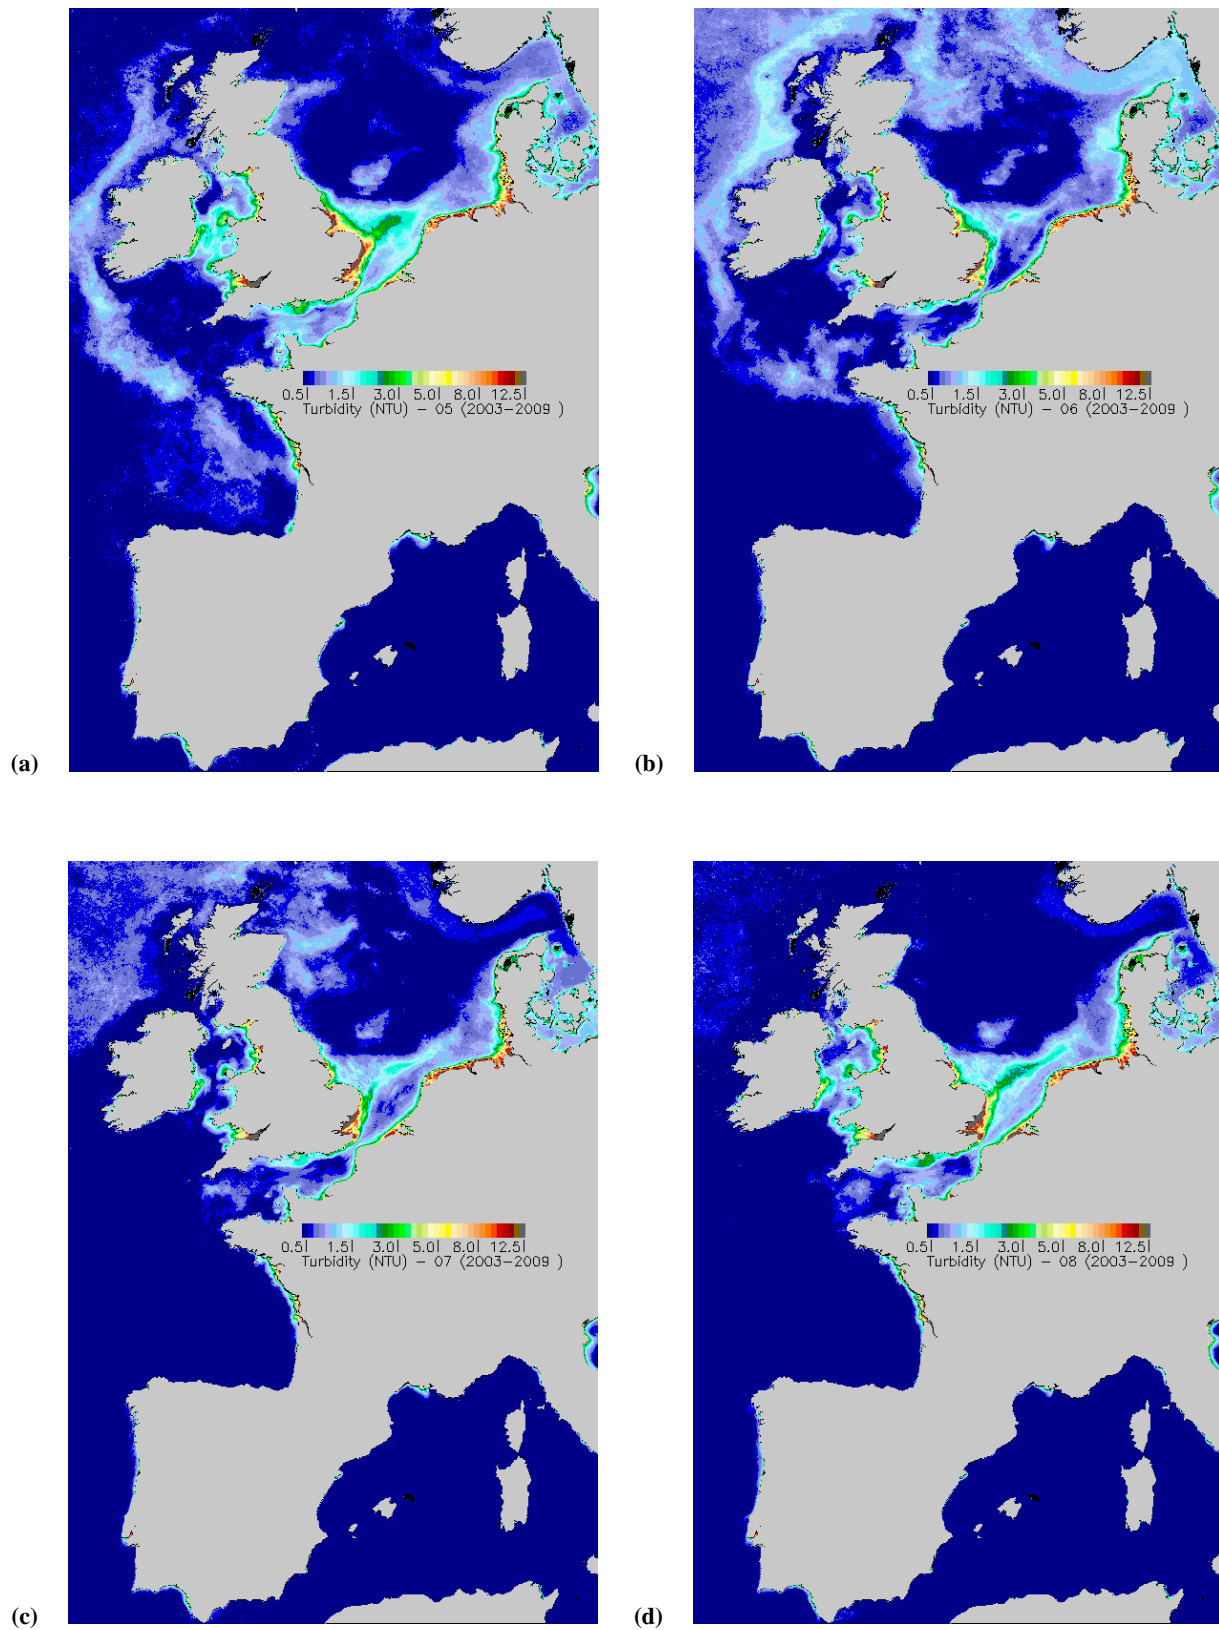 0.5| 1.5| 3.0| 5.0| 8.0| 12.5|
Turbidity (NTU) - 05 (2003-2009 )
0.5| 1.5| 3.0| 5.0| 8.0| 12.5|
Turbidity (NTU) - 06 (2003-2009 )
(a)
(b)
0.5| 1.5| 3.0| 5.0| 8.0| 12.5|
Turbidity (NTU) - 07 (2003-2009 )
0.5| 1.5| 3.0| 5.0| 8.0| 12.5|
Turbidity (NTU) - 08 (2003-2009 )
(c)
(d)